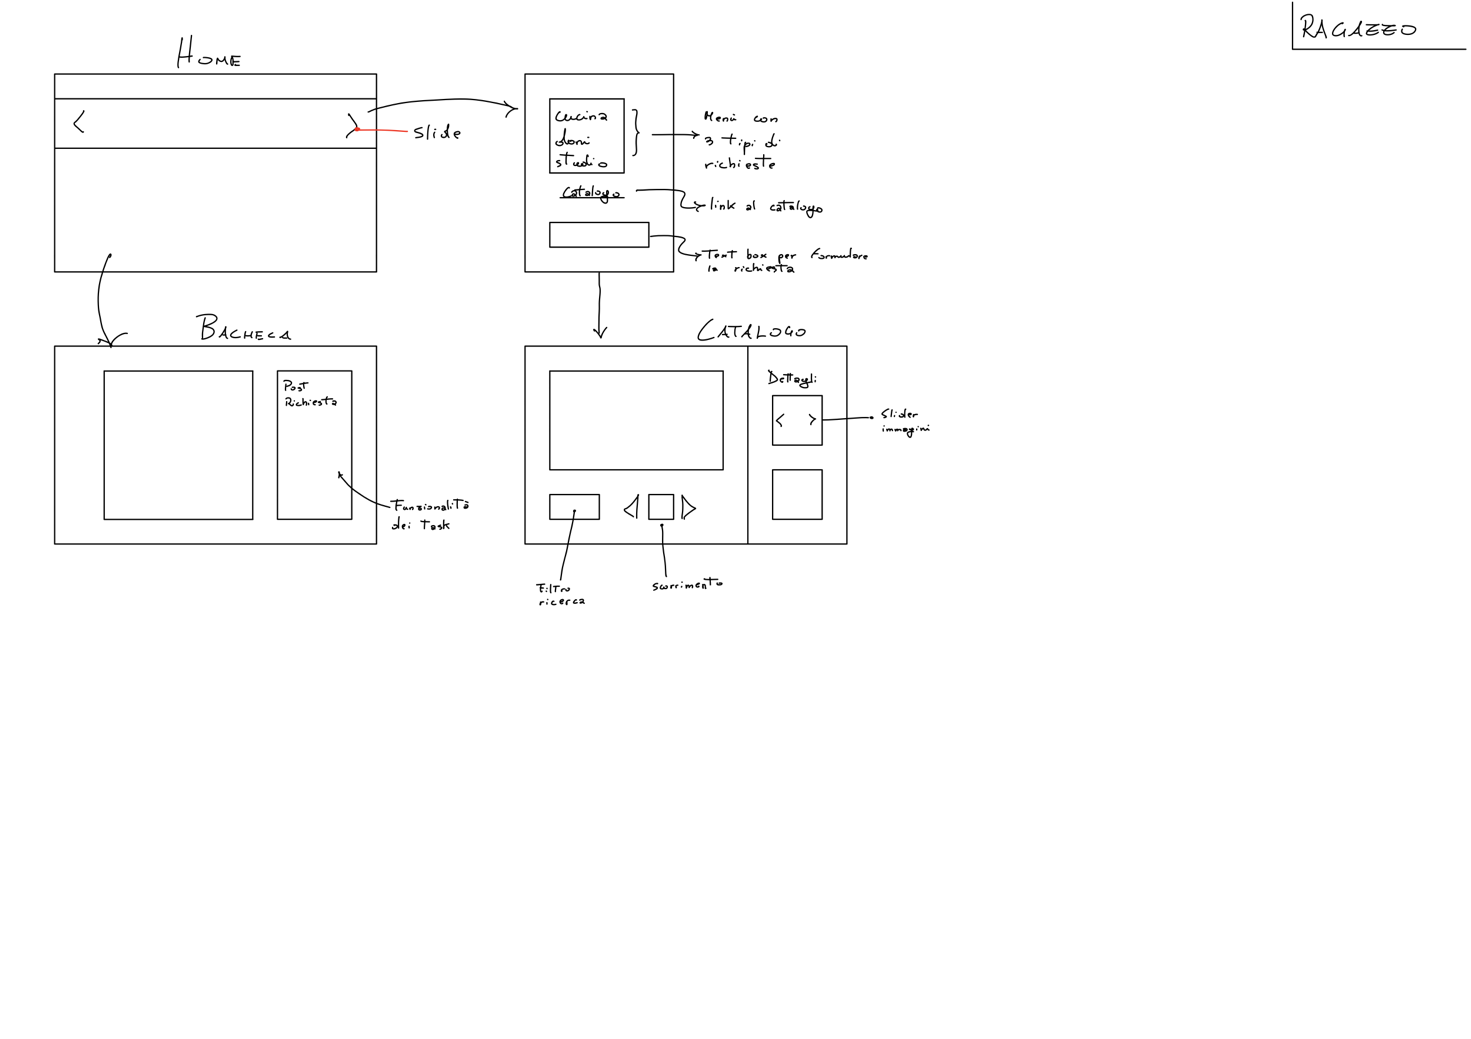 RAGAZZO
HOME
Slide
cucina
doni
studio
Menù con
3 tipi di
richieste
Catalogo
link al catalogo
Text box per formulare
la richiesta
BACHECA
Post
Richiesta
Funzionalità
dei Task
CATALOGO
Dettagli
< >
Slider
immagini
Filtro
ricerca
scorrimento